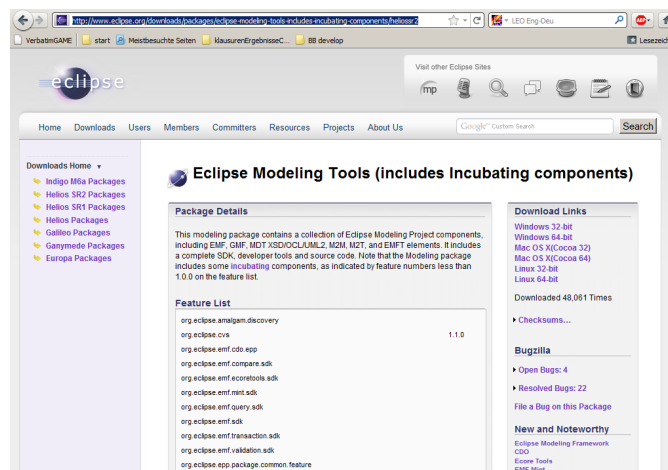 http://www.eclipse.org/downloads/packages/eclipse-modeling-tools-includes-incubating-components/heliossr2
LEO Eng-Deu
VerbatimGAME
start
Meistbesuchte Seiten
klausurenErgebnisseC...
BB develop
Lesezeich
eclipse
Visit other Eclipse Sites
mp
Home Downloads Users Members Committers Resources Projects About Us
Google™ Custom Search
Search
Downloads Home
Indigo M6a Packages
Helios SR2 Packages
Helios SR1 Packages
Helios Packages
Galileo Packages
Ganymede Packages
Europa Packages
Eclipse Modeling Tools (includes Incubating components)
Package Details
This modeling package contains a collection of Eclipse Modeling Project components,
including EMF, GMF, MDT XSD/OCL/UML2, M2M, M2T, and EMFT elements. It includes
a complete SDK, developer tools and source code. Note that the Modeling package
includes some incubating components, as indicated by feature numbers less than
1.0.0 on the feature list.
Feature List
org.eclipse.amalgam.discovery
org.eclipse.cvs 1.1.0
org.eclipse.emf.cdo.epp
org.eclipse.emf.compare.sdk
org.eclipse.emf.ecoretools.sdk
org.eclipse.emf.mint.sdk
org.eclipse.emf.query.sdk
org.eclipse.emf.sdk
org.eclipse.emf.transaction.sdk
org.eclipse.emf.validation.sdk
org.eclipse.epp.package.common.feature
Download Links
Windows 32-bit
Windows 64-bit
Mac OS X(Cocoa 32)
Mac OS X(Cocoa 64)
Linux 32-bit
Linux 64-bit
Downloaded 48,061 Times
Checksums...
Bugzilla
Open Bugs: 4
Resolved Bugs: 22
File a Bug on this Package
New and Noteworthy
Eclipse Modeling Framework
CDO
Ecore Tools
EMF Mint